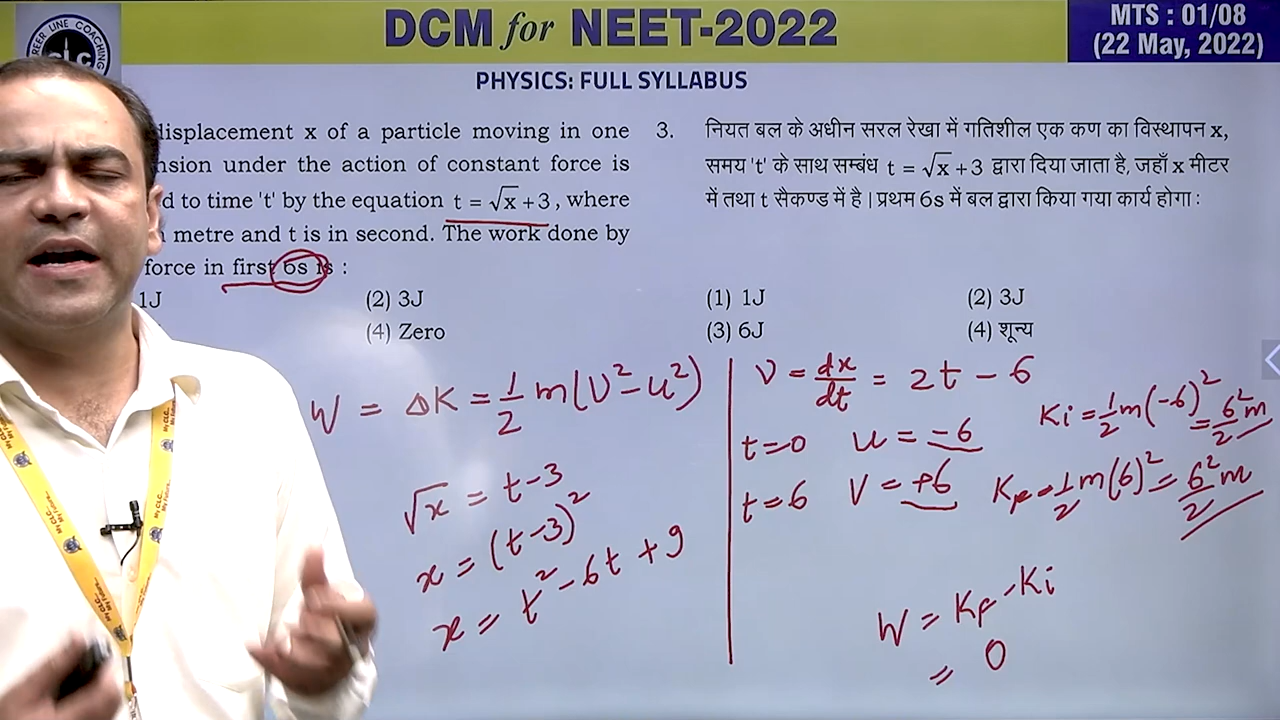 DCM for NEET-2022
MTS : 01/08
(22 May, 2022)
PHYSICS: FULL SYLLABUS
displacement x of a particle moving in one
nsion under the action of constant force is
d to time 't' by the equation t = √x + 3, where
metre and t is in second. The work done by
force in first 6s is :
1J (2) 3J
(4) Zero
3. नियत बल के अधीन सरल रेखा में गतिशील एक कण का विस्थापन x,
समय 't' के साथ सम्बंध t = √x + 3 द्वारा दिया जाता है, जहाँ x मीटर
में तथा t सैकण्ड में है। प्रथम 6s में बल द्वारा किया गया कार्य होगा :
(1) 1J (2) 3J
(3) 6J (4) शून्य
W = ΔK = 1/2 m(V² - u²)
√x = t-3
x = (t-3)²
x = t² - 6t + 9
V = dx/dt = 2t - 6
t=0 u = -6
t=6 V = +6
Ki = 1/2 m(-6)² = 6²/2 m
KF = 1/2 m(6)² = 6²/2 m
W = KF - Ki
= 0